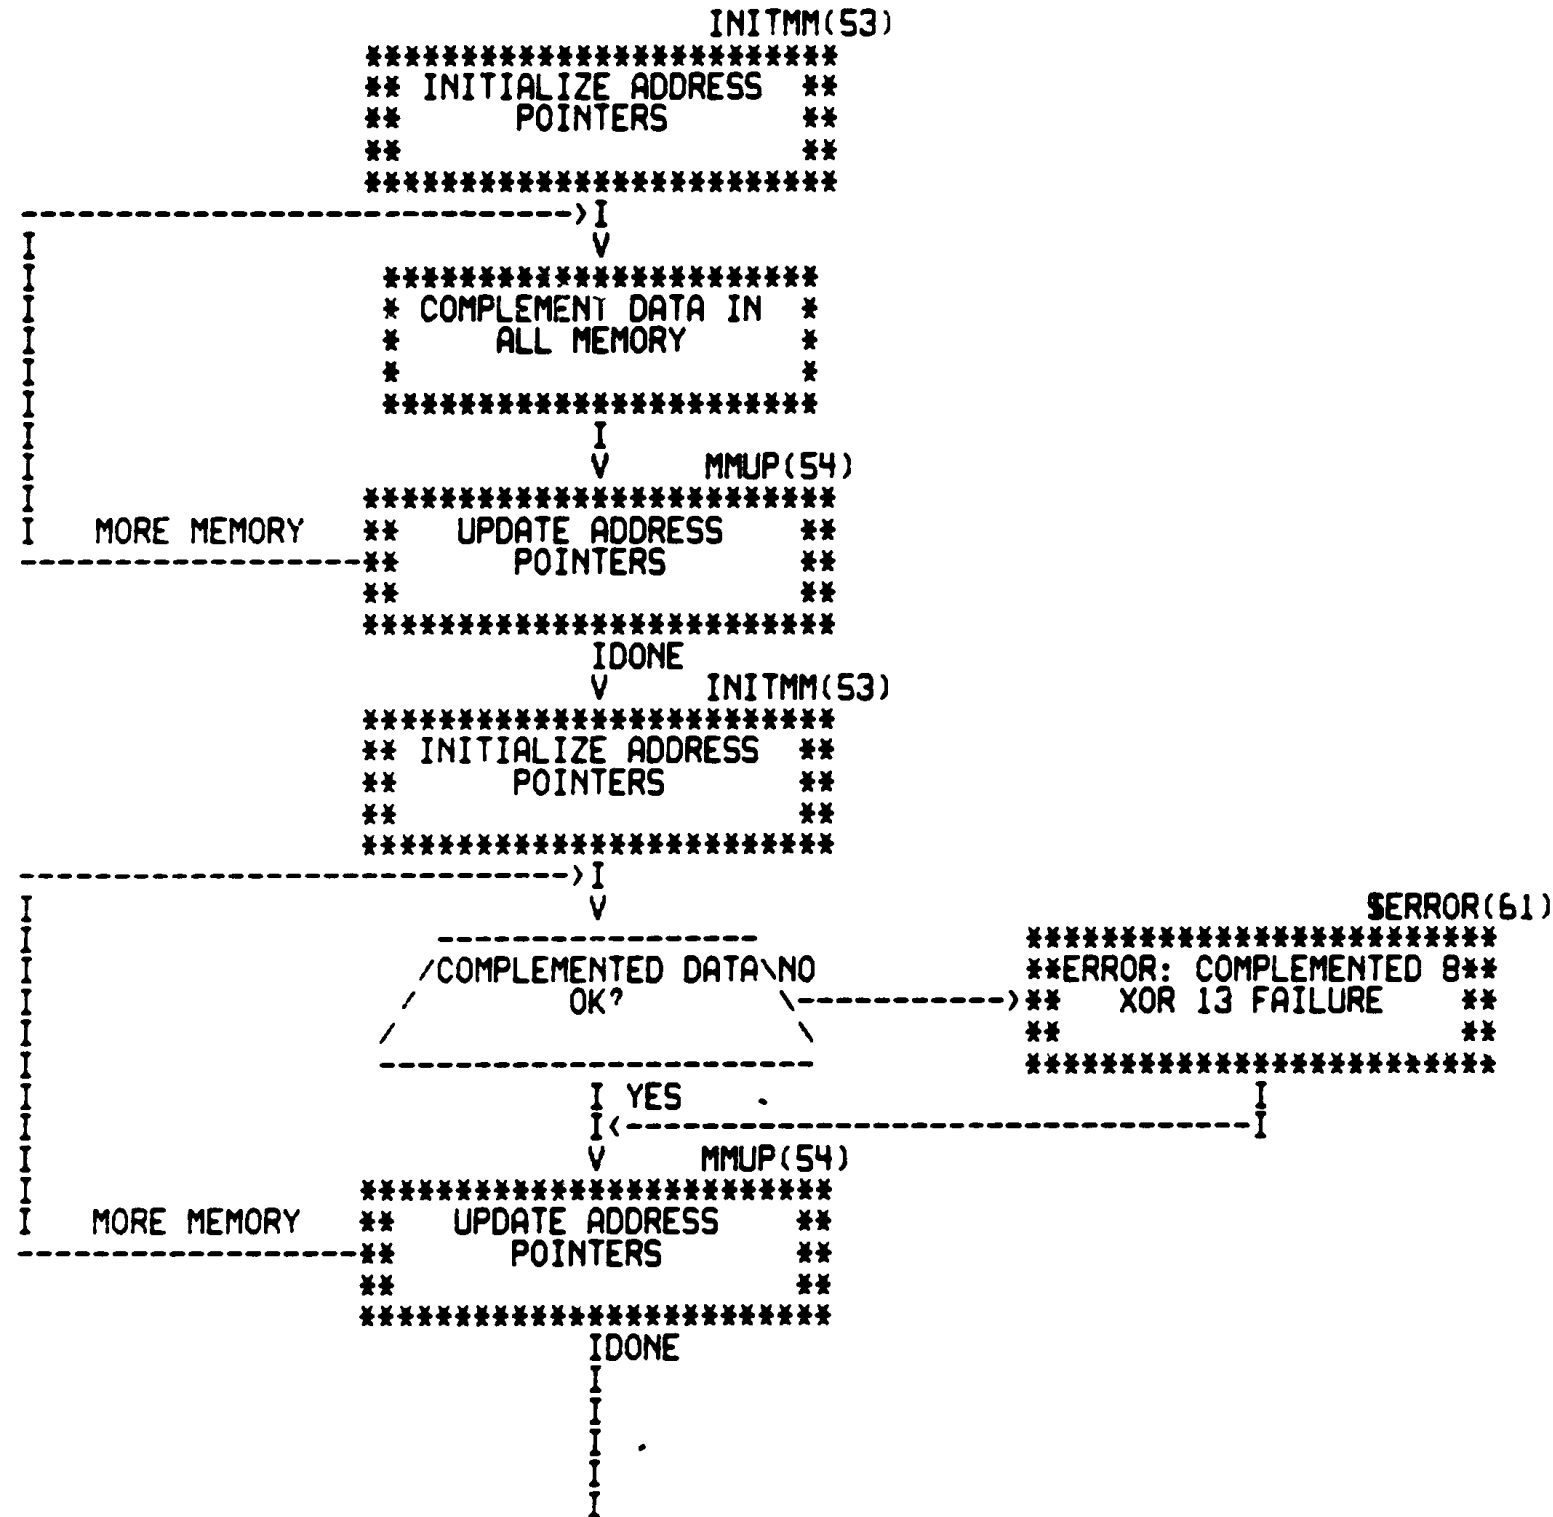 INITMM(53)
************************
** INITIALIZE ADDRESS **
** POINTERS **
** **
************************
----------------------------->I
I V
I **********************
I * COMPLEMENT DATA IN *
I * ALL MEMORY *
I * *
I **********************
I I
I V MMUP(54)
I ************************
I MORE MEMORY ** UPDATE ADDRESS **
------------------** POINTERS **
** **
************************
IDONE
V INITMM(53)
************************
** INITIALIZE ADDRESS **
** POINTERS **
** **
************************
----------------------------->I
I V $ERROR(61)
I ----------------- *************************
I /COMPLEMENTED DATA\NO **ERROR: COMPLEMENTED 8**
I / OK? \----------->** XOR 13 FAILURE **
I / \ ** **
I ----------------------- *************************
I I YES I
I I<---------------------------------I
I V MMUP(54)
I *************************
I MORE MEMORY ** UPDATE ADDRESS **
------------------** POINTERS **
** **
*************************
IDONE
I
I
I
I
I